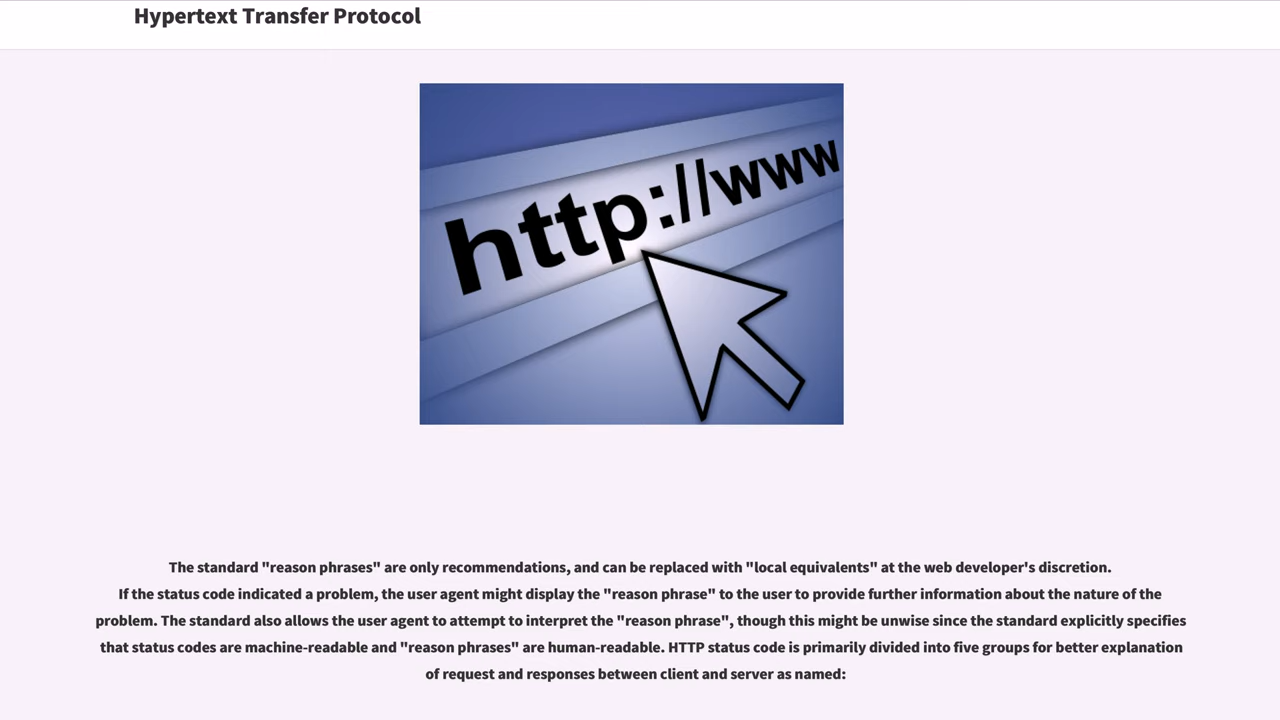 Hypertext Transfer Protocol
http://www
The standard "reason phrases" are only recommendations, and can be replaced with "local equivalents" at the web developer's discretion.
If the status code indicated a problem, the user agent might display the "reason phrase" to the user to provide further information about the nature of the
problem. The standard also allows the user agent to attempt to interpret the "reason phrase", though this might be unwise since the standard explicitly specifies
that status codes are machine-readable and "reason phrases" are human-readable. HTTP status code is primarily divided into five groups for better explanation
of request and responses between client and server as named: